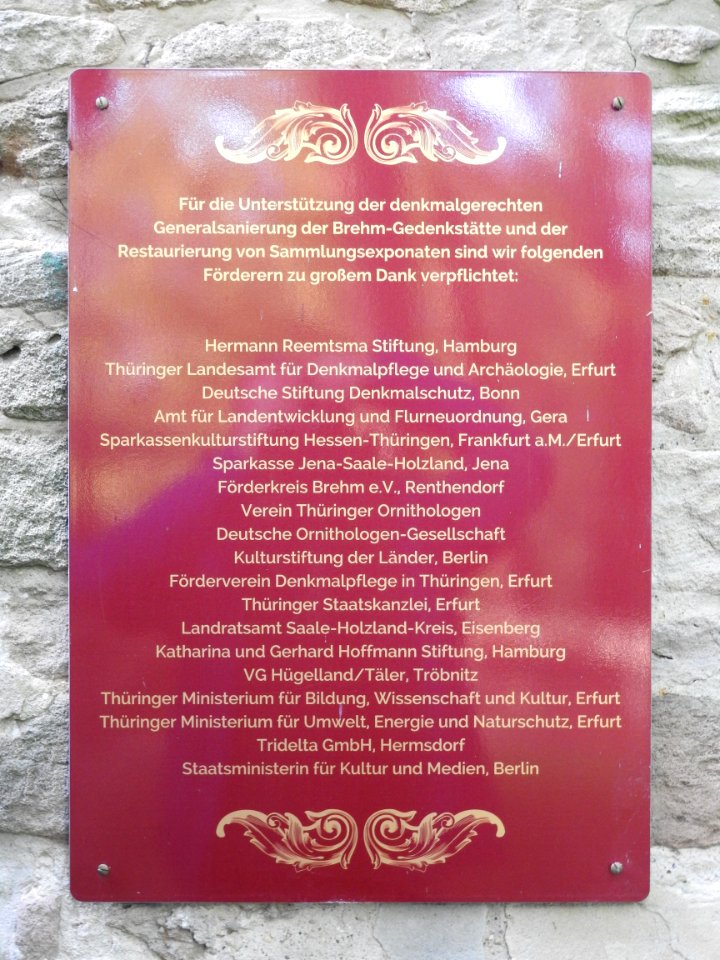 Für die Unterstützung der denkmalgerechten
Generalsanierung der Brehm-Gedenkstätte und der
Restaurierung von Sammlungsexponaten sind wir folgenden
Förderern zu großem Dank verpflichtet:
Hermann Reemtsma Stiftung, Hamburg
Thüringer Landesamt für Denkmalpflege und Archäologie, Erfurt
Deutsche Stiftung Denkmalschutz, Bonn
Amt für Landentwicklung und Flurneuordnung, Gera
Sparkassenkulturstiftung Hessen-Thüringen, Frankfurt a.M./Erfurt
Sparkasse Jena-Saale-Holzland, Jena
Förderkreis Brehm e.V., Renthendorf
Verein Thüringer Ornithologen
Deutsche Ornithologen-Gesellschaft
Kulturstiftung der Länder, Berlin
Förderverein Denkmalpflege in Thüringen, Erfurt
Thüringer Staatskanzlei, Erfurt
Landratsamt Saale-Holzland-Kreis, Eisenberg
Katharina und Gerhard Hoffmann Stiftung, Hamburg
VG Hügelland/Täler, Tröbnitz
Thüringer Ministerium für Bildung, Wissenschaft und Kultur, Erfurt
Thüringer Ministerium für Umwelt, Energie und Naturschutz, Erfurt
Tridelta GmbH, Hermsdorf
Staatsministerin für Kultur und Medien, Berlin